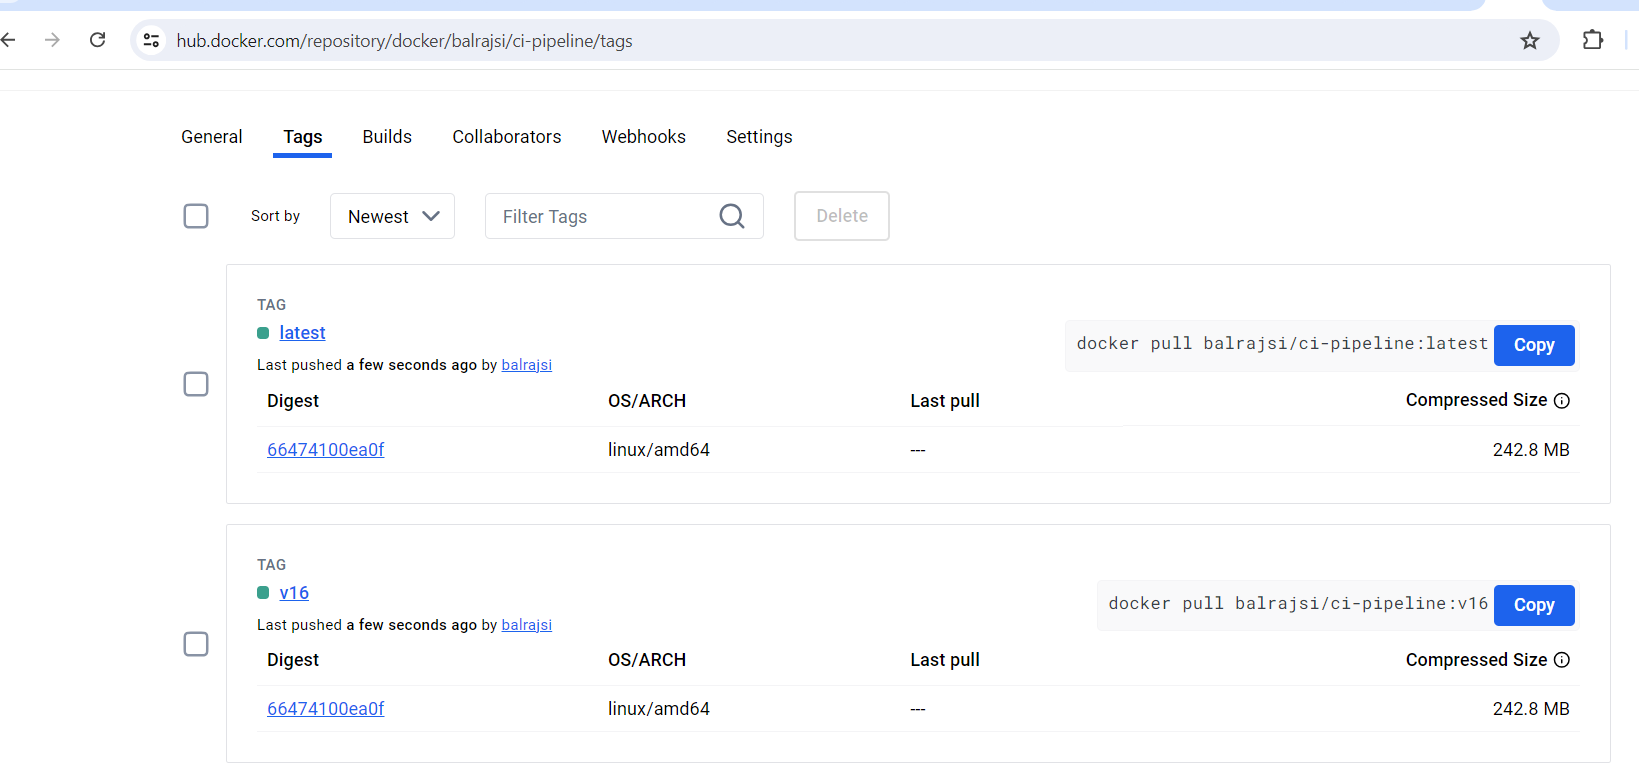 hub.docker.com/repository/docker/balrajsi/ci-pipeline/tags
General Tags Builds Collaborators Webhooks Settings
Sort by Newest Filter Tags Delete
TAG
latest
docker pull balrajsi/ci-pipeline:latest Copy
Last pushed a few seconds ago by balrajsi
Digest OS/ARCH Last pull Compressed Size
66474100ea0f linux/amd64 --- 242.8 MB
TAG
v16
docker pull balrajsi/ci-pipeline:v16 Copy
Last pushed a few seconds ago by balrajsi
Digest OS/ARCH Last pull Compressed Size
66474100ea0f linux/amd64 --- 242.8 MB